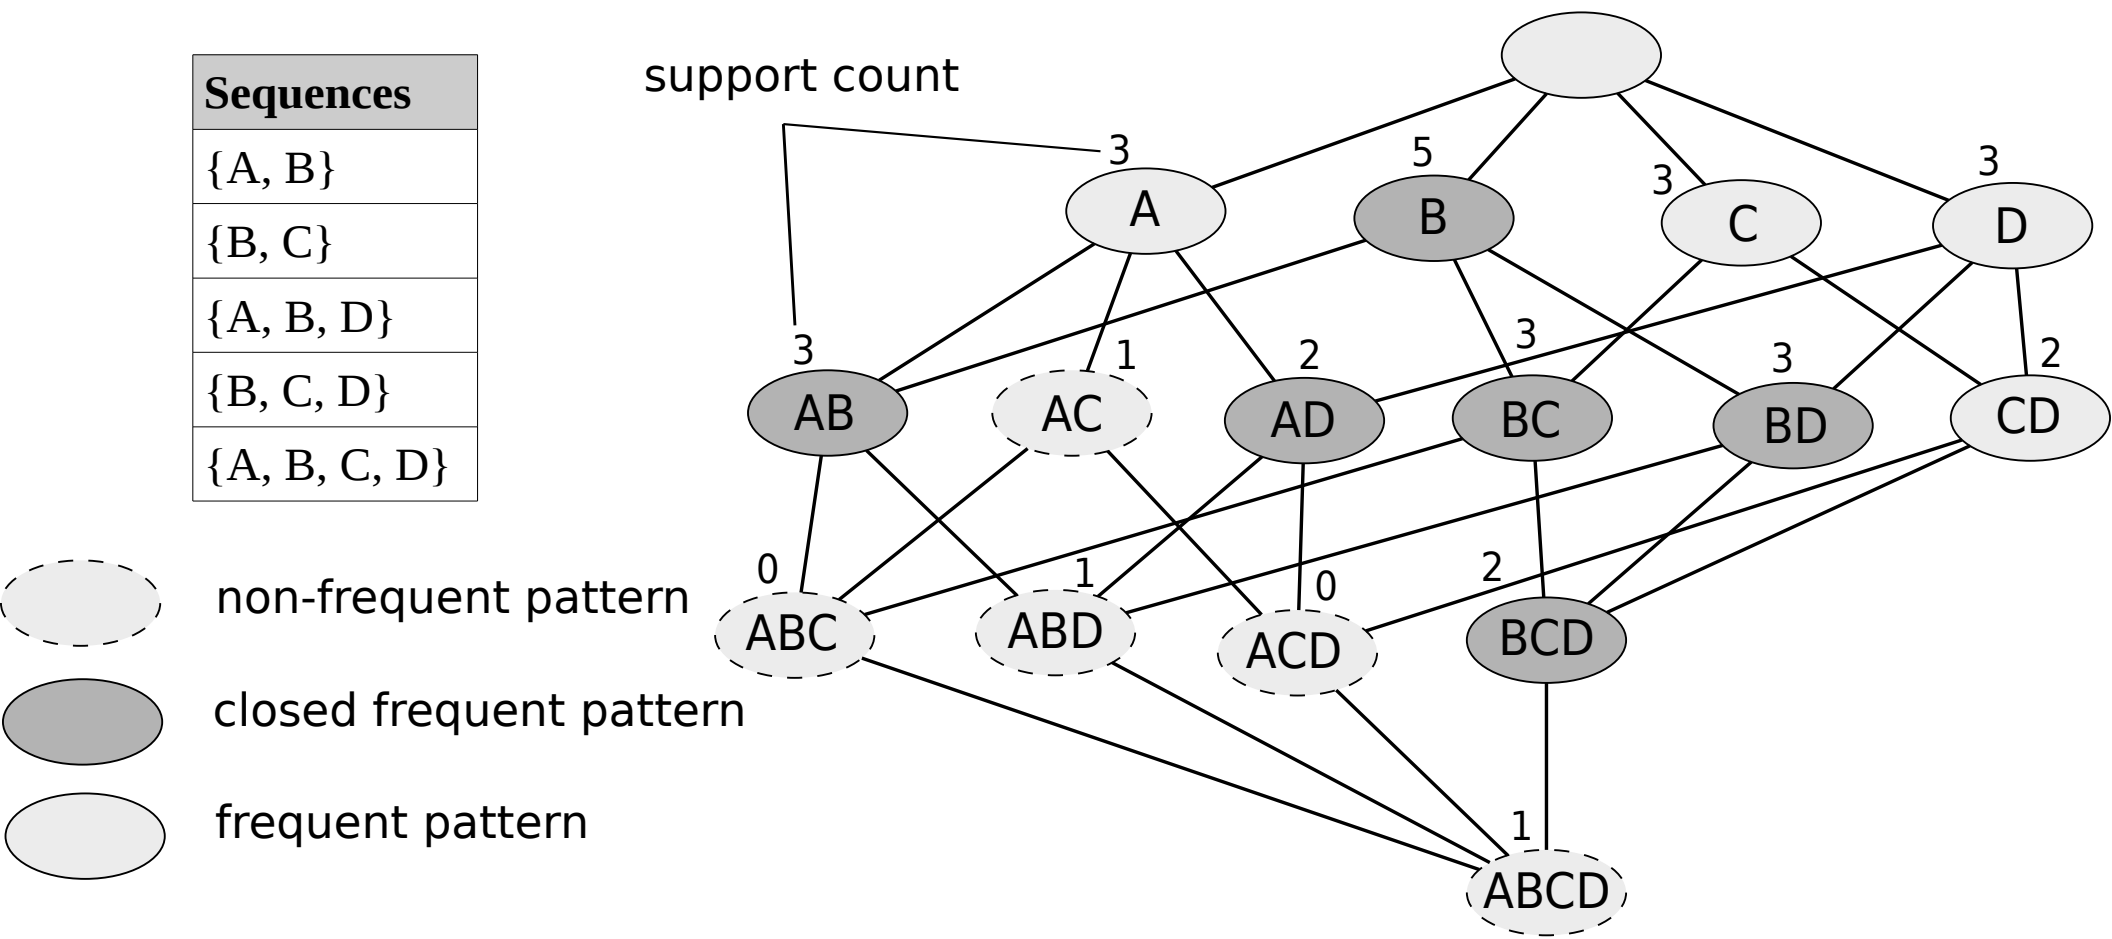 Sequences
{A, B}
{B, C}
{A, B, D}
{B, C, D}
{A, B, C, D}
non-frequent pattern
closed frequent pattern
frequent pattern
support count
3 5 3 3
A B C D
3 1 2 3 3 2
AB AC AD BC BD CD
0 1 0 2
ABC ABD ACD BCD
1
ABCD